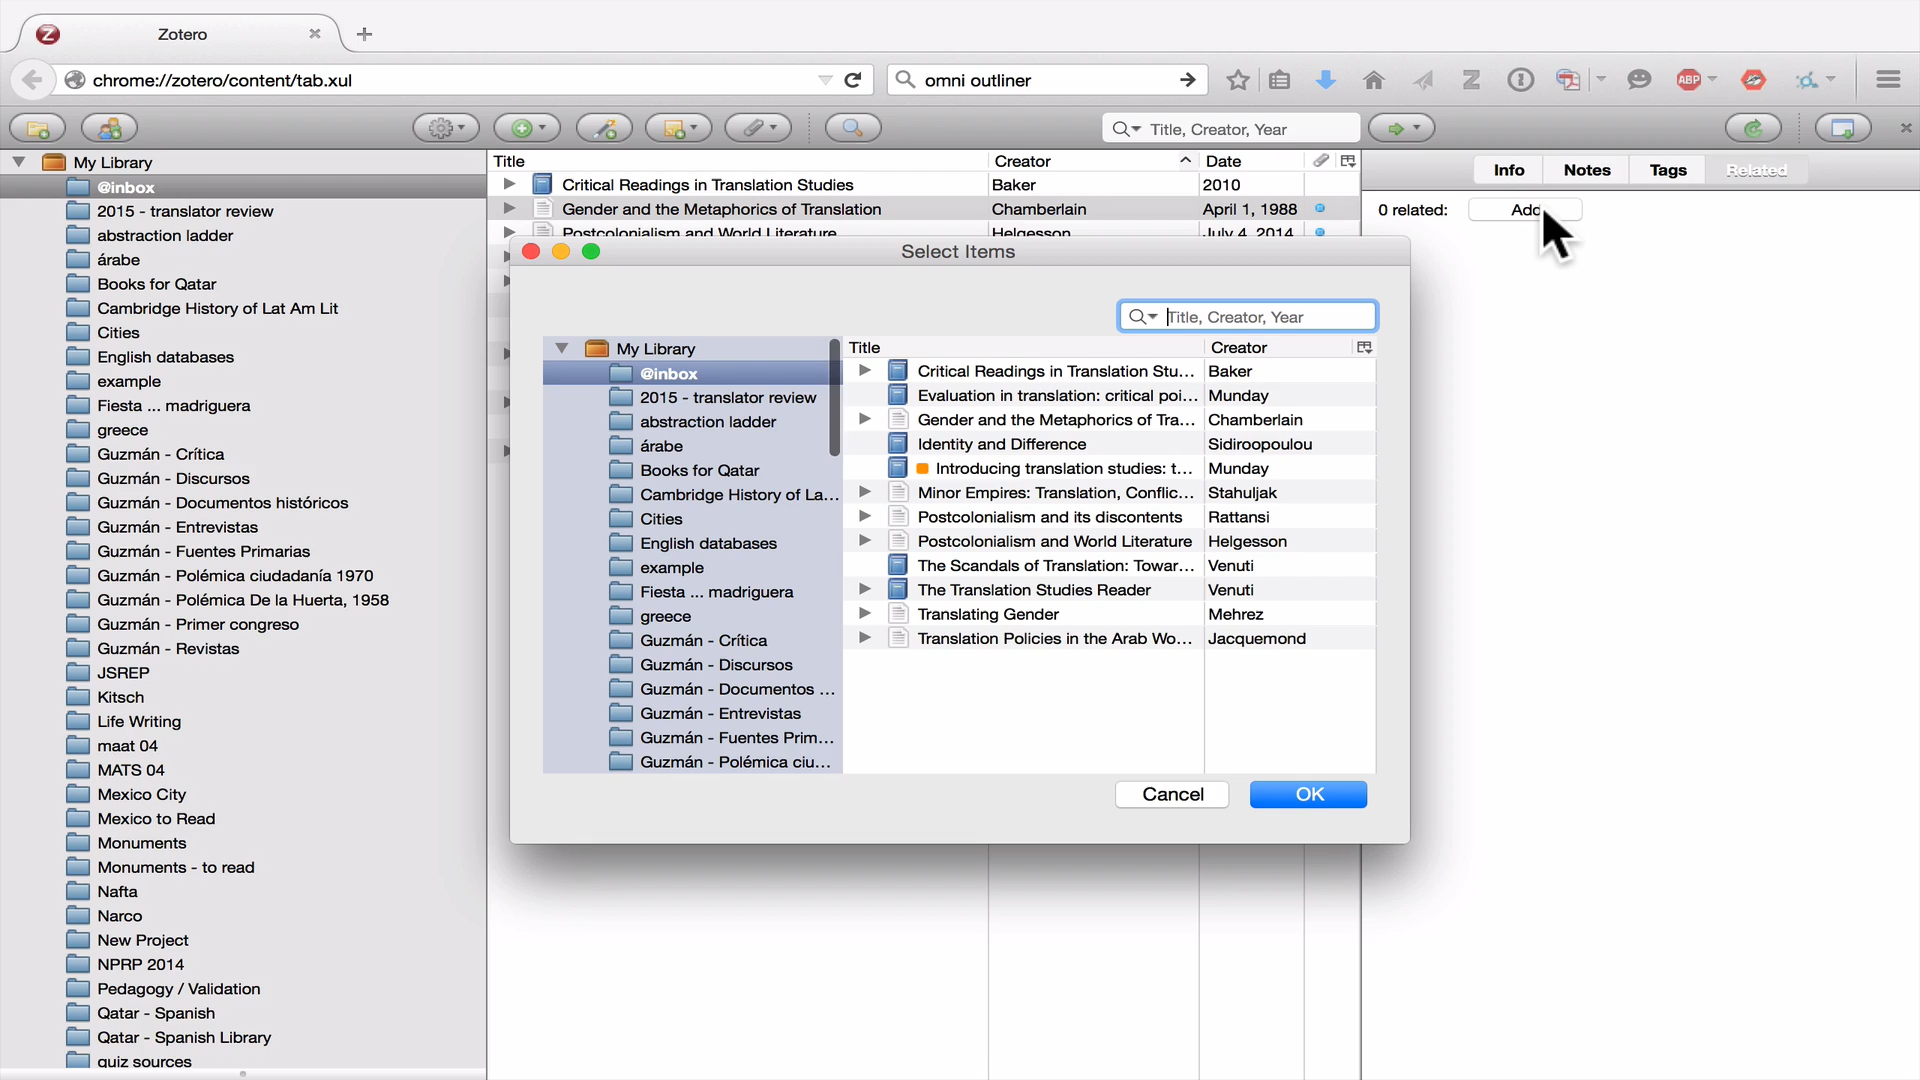 Zotero
chrome://zotero/content/tab.xul
omni outliner
ABP
Title, Creator, Year
My Library
@inbox
2015 - translator review
abstraction ladder
árabe
Books for Qatar
Cambridge History of Lat Am Lit
Cities
English databases
example
Fiesta ... madriguera
greece
Guzmán - Crítica
Guzmán - Discursos
Guzmán - Documentos históricos
Guzmán - Entrevistas
Guzmán - Fuentes Primarias
Guzmán - Polémica ciudadanía 1970
Guzmán - Polémica De la Huerta, 1958
Guzmán - Primer congreso
Guzmán - Revistas
JSREP
Kitsch
Life Writing
maat 04
MATS 04
Mexico City
Mexico to Read
Monuments
Monuments - to read
Nafta
Narco
New Project
NPRP 2014
Pedagogy / Validation
Qatar - Spanish
Qatar - Spanish Library
quiz sources
Title Creator Date
Critical Readings in Translation Studies Baker 2010
Gender and the Metaphorics of Translation Chamberlain April 1, 1988
Postcolonialism and World Literature Helgesson July 4, 2014
Info Notes Tags Related
0 related: Add
Select Items
Title, Creator, Year
My Library
@inbox
2015 - translator review
abstraction ladder
árabe
Books for Qatar
Cambridge History of La...
Cities
English databases
example
Fiesta ... madriguera
greece
Guzmán - Crítica
Guzmán - Discursos
Guzmán - Documentos ...
Guzmán - Entrevistas
Guzmán - Fuentes Prim...
Guzmán - Polémica ciu...
Title Creator
Critical Readings in Translation Stu... Baker
Evaluation in translation: critical poi... Munday
Gender and the Metaphorics of Tra... Chamberlain
Identity and Difference Sidiroopoulou
Introducing translation studies: t... Munday
Minor Empires: Translation, Conflic... Stahuljak
Postcolonialism and its discontents Rattansi
Postcolonialism and World Literature Helgesson
The Scandals of Translation: Towar... Venuti
The Translation Studies Reader Venuti
Translating Gender Mehrez
Translation Policies in the Arab Wo... Jacquemond
Cancel OK